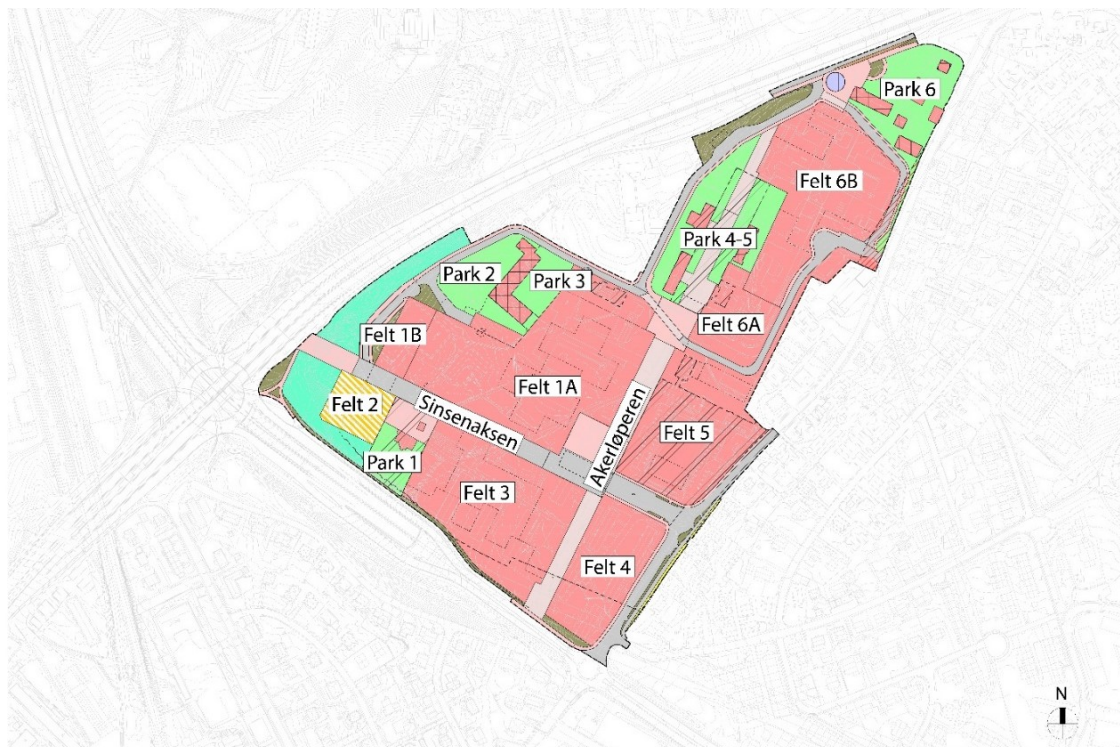 Park 6
Felt 6B
Park 4-5
Park 2
Park 3
Felt 6A
Felt 1B
Felt 1A
Akerløperen
Felt 2
Sinsenaksen
Felt 5
Park 1
Felt 3
Felt 4
N